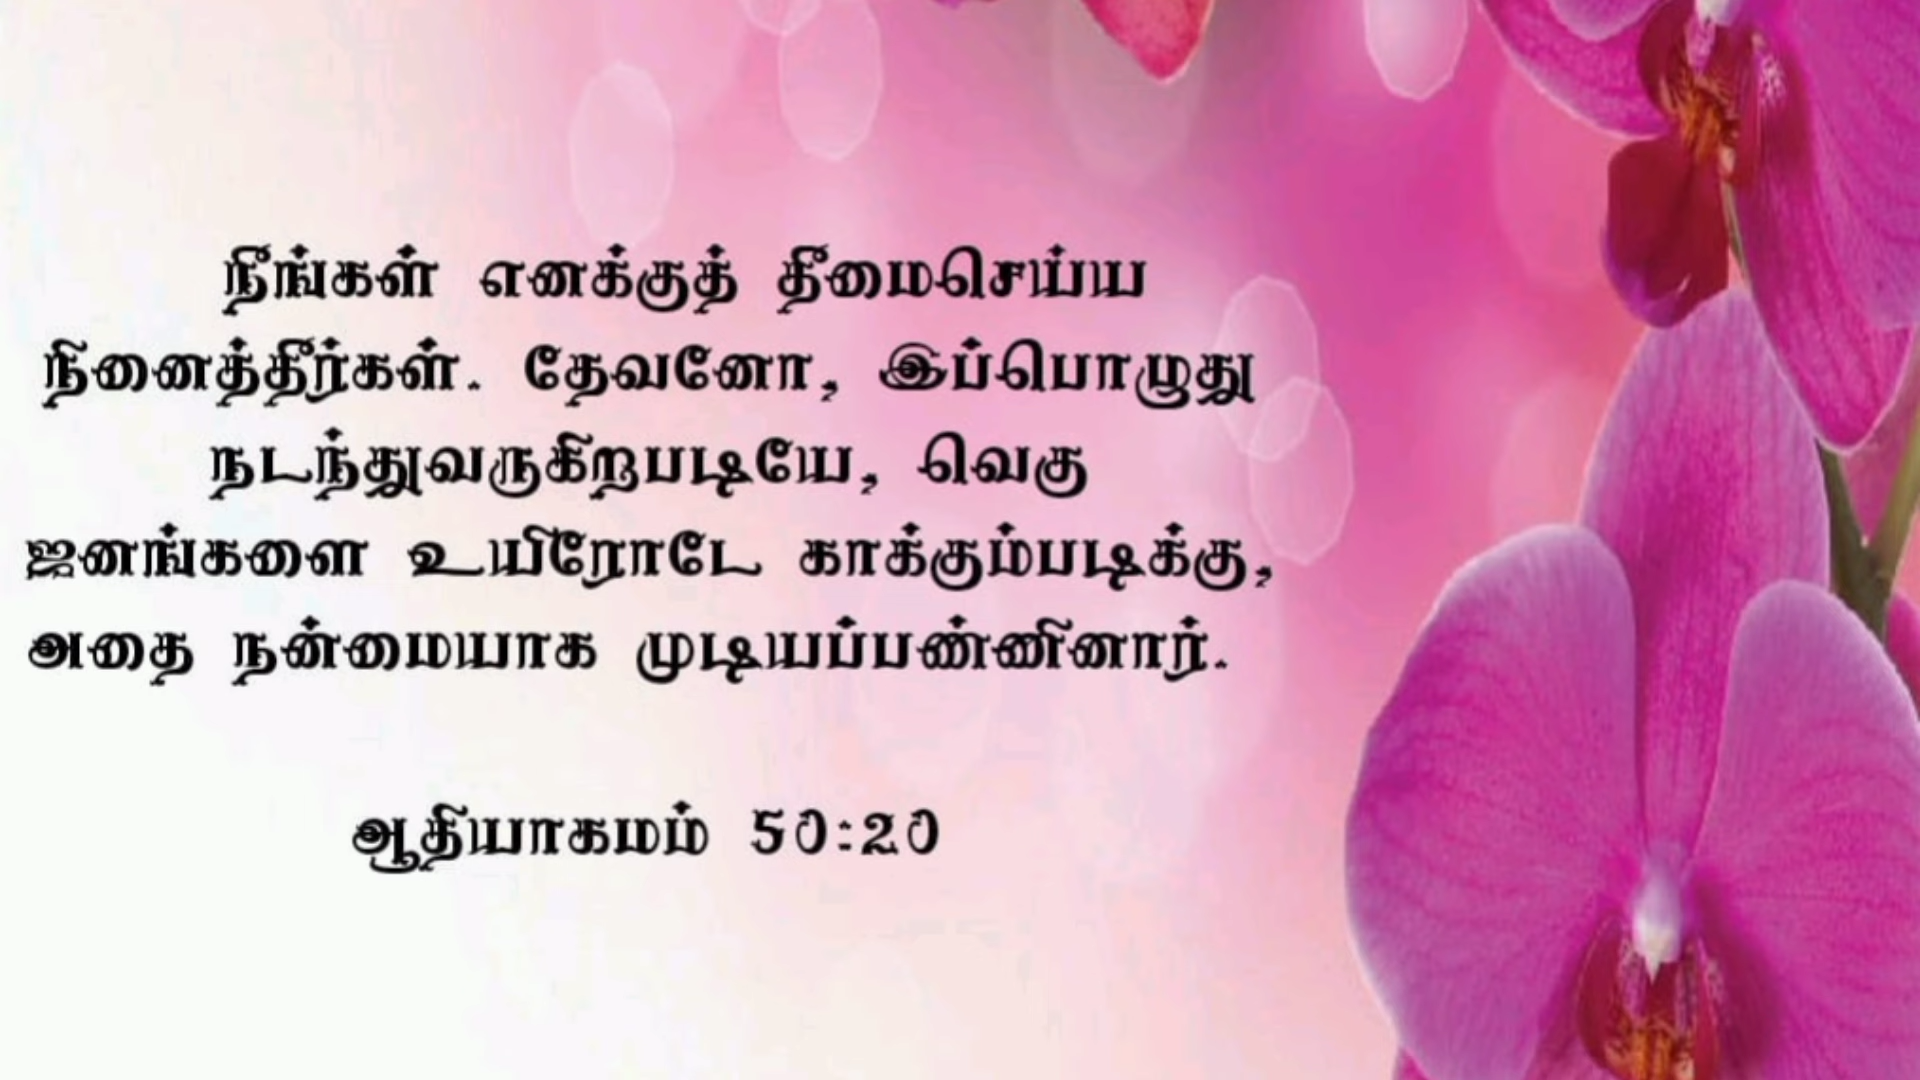 நீங்கள் எனக்குத் தீமைசெய்ய
நினைத்தீர்கள். தேவனோ, இப்பொழுது
நடந்துவருகிறபடியே, வெகு
ஜனங்களை உயிரோடே காக்கும்படிக்கு,
அதை நன்மையாக முடியப்பண்ணினார்.
ஆதியாகமம் 50:20